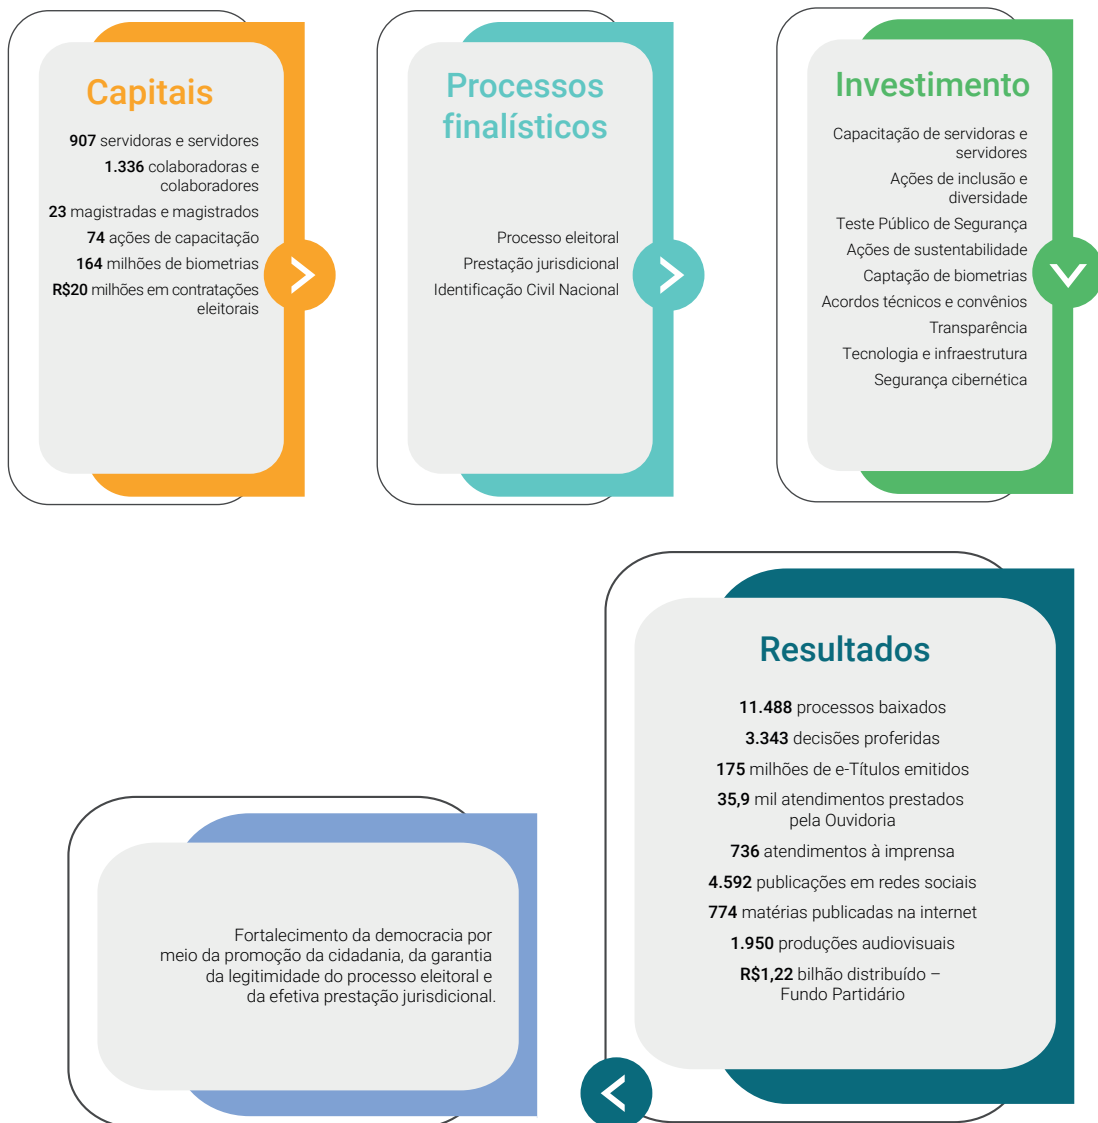 Capitais
907 servidoras e servidores
1.336 colaboradoras e
colaboradores
23 magistradas e magistrados
74 ações de capacitação
164 milhões de biometrias
R$20 milhões em contratações
eleitorais
Processos
finalísticos
Processo eleitoral
Prestação jurisdicional
Identificação Civil Nacional
Investimento
Capacitação de servidoras e
servidores
Ações de inclusão e
diversidade
Teste Público de Segurança
Ações de sustentabilidade
Captação de biometrias
Acordos técnicos e convênios
Transparência
Tecnologia e infraestrutura
Segurança cibernética
Resultados
11.488 processos baixados
3.343 decisões proferidas
175 milhões de e-Títulos emitidos
35,9 mil atendimentos prestados
pela Ouvidoria
736 atendimentos à imprensa
4.592 publicações em redes sociais
774 matérias publicadas na internet
1.950 produções audiovisuais
R$1,22 bilhão distribuído –
Fundo Partidário
Fortalecimento da democracia por
meio da promoção da cidadania, da garantia
da legitimidade do processo eleitoral e
da efetiva prestação jurisdicional.